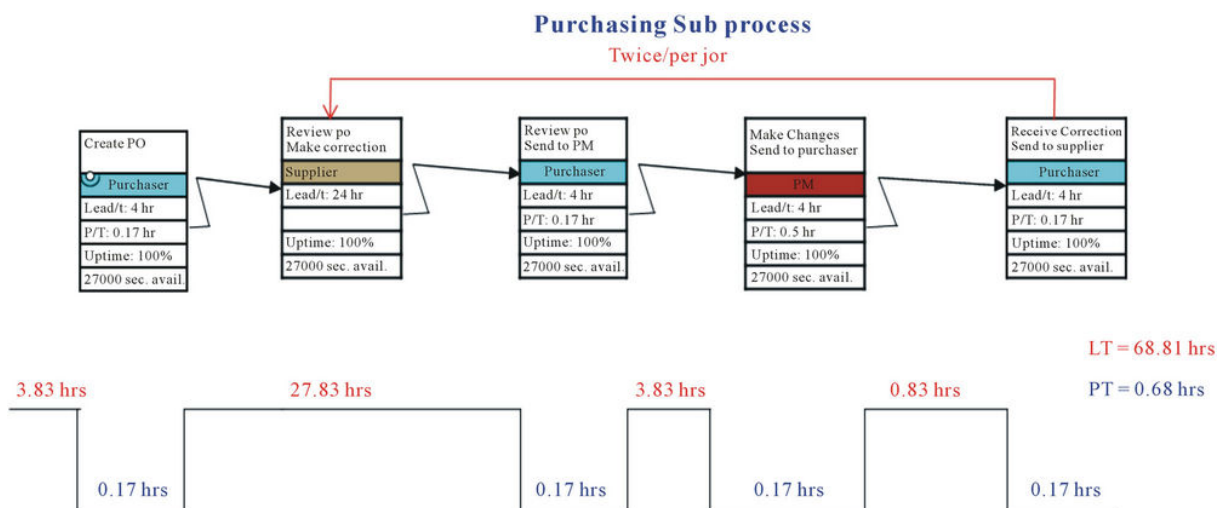 Purchasing Sub process
Twice/per jor
Create PO
Purchaser
Lead/t: 4 hr
P/T: 0.17 hr
Uptime: 100%
27000 sec. avail.
Review po
Make correction
Supplier
Lead/t: 24 hr
Uptime: 100%
27000 sec. avail.
Review po
Send to PM
Purchaser
Lead/t: 4 hr
P/T: 0.17 hr
Uptime: 100%
27000 sec. avail.
Make Changes
Send to purchaser
PM
Lead/t: 4 hr
P/T: 0.5 hr
Uptime: 100%
27000 sec. avail.
Receive Correction
Send to supplier
Purchaser
Lead/t: 4 hr
P/T: 0.17 hr
Uptime: 100%
27000 sec. avail.
LT = 68.81 hrs
PT = 0.68 hrs
3.83 hrs
27.83 hrs
3.83 hrs
0.83 hrs
0.17 hrs
0.17 hrs
0.17 hrs
0.17 hrs